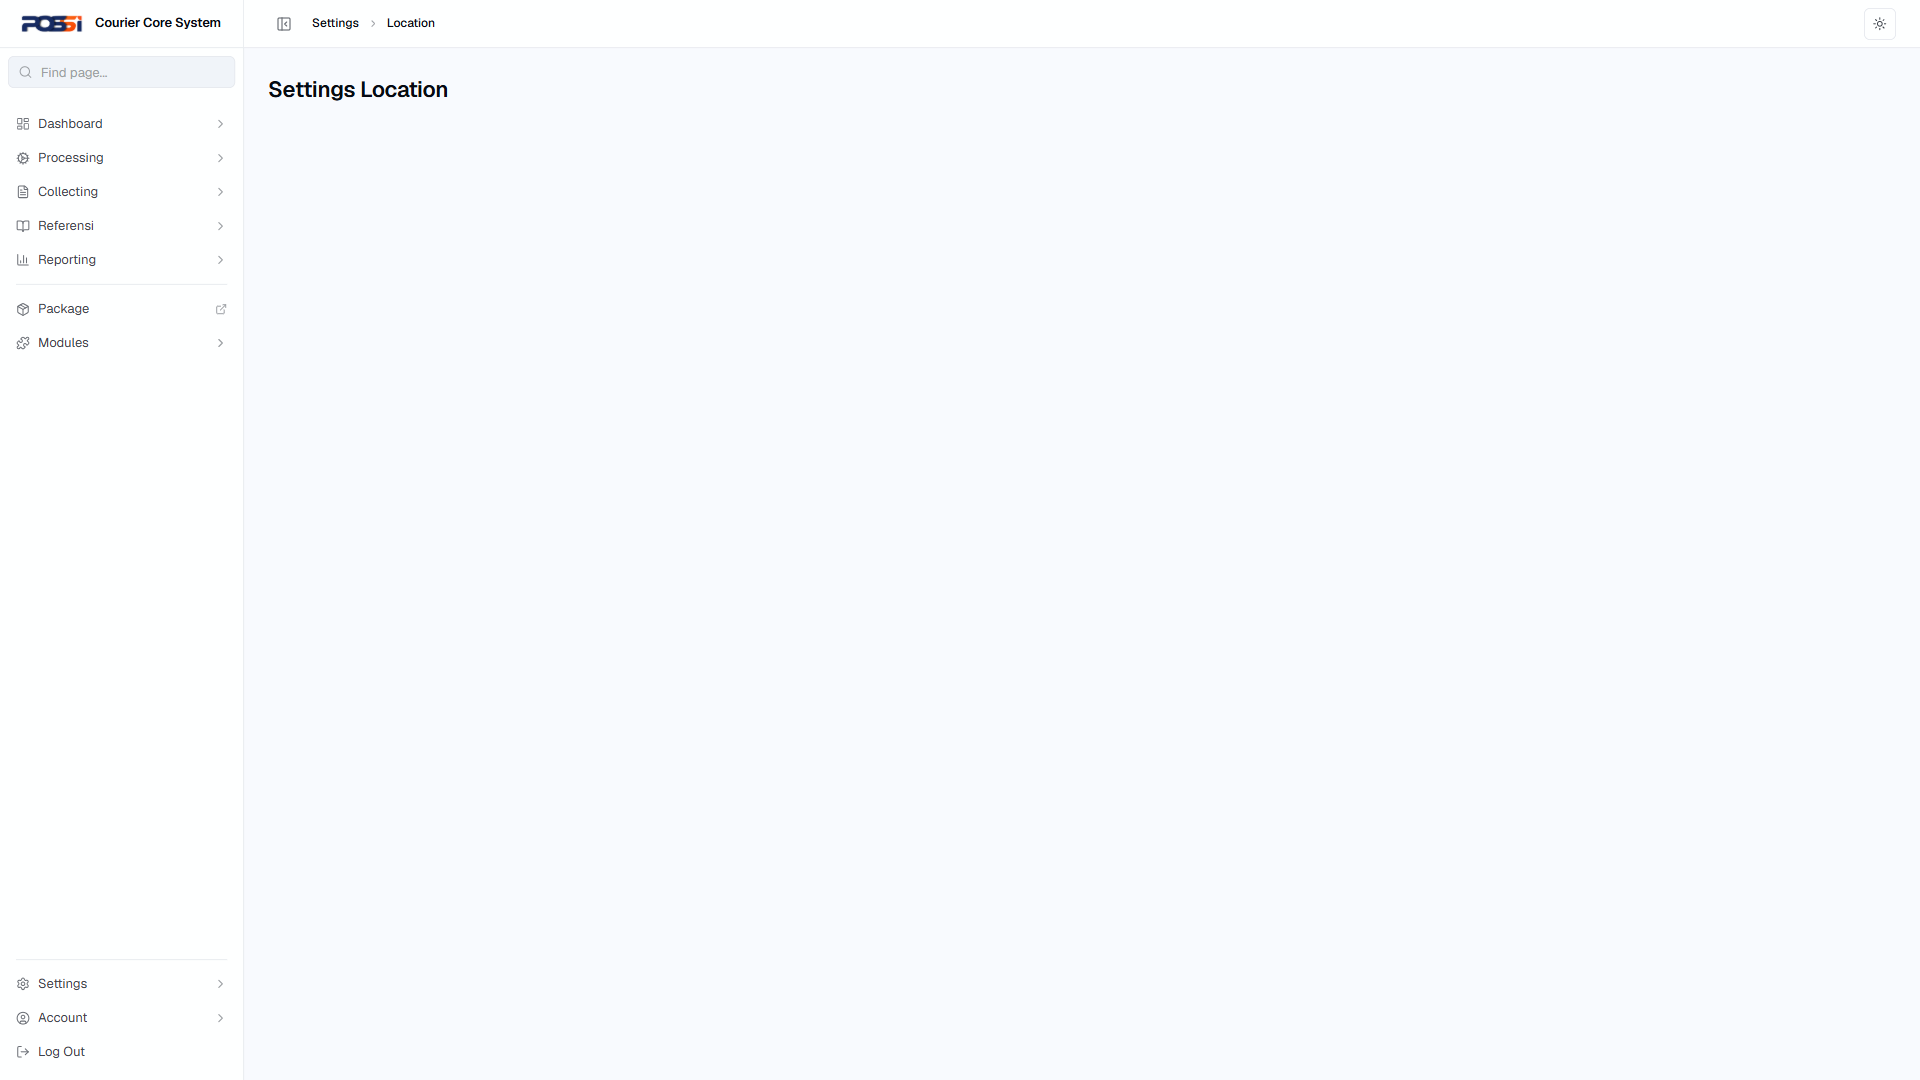 POSSI Courier Core System
Settings
Location
Find page...
Settings Location
Dashboard
Processing
Collecting
Referensi
Reporting
Package
Modules
Settings
Account
Log Out